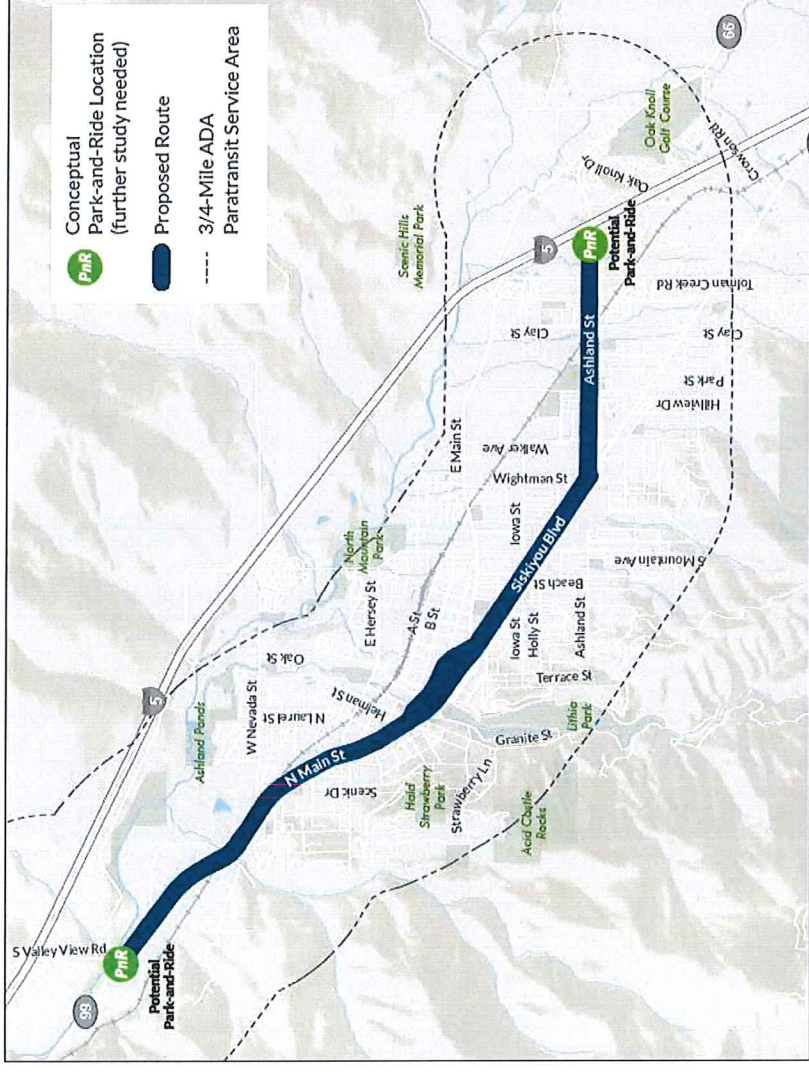 PnR
Conceptual
Park-and-Ride Location
(further study needed)
Proposed Route
3/4-Mile ADA
Paratransit Service Area
S Valley View Rd
PnR
Potential
Park-and-Ride
99
5
Ashland Ponds
W Nevada St
N Laurel St
Oak St
Helman St
N Main St
Scenic Dr
Hald
Strawberry
Park
Strawberry Ln
Acid Castle
Rocks
Granite St
Lithia
Park
North
Mountain
Park
E Hersey St
A St
B St
Iowa St
Holly St
Ashland St
Terrace St
Beach St
S Mountain Ave
Siskiyou Blvd
Iowa St
Wightman St
Walker Ave
E Main St
Scenic Hills
Memorial Park
Clay St
Ashland St
Hillview Dr
Park St
Clay St
Tolman Creek Rd
5
PnR
Potential
Park-and-Ride
Oak Knoll Dr
Oak Knoll
Golf Course
Crowson Rd
66